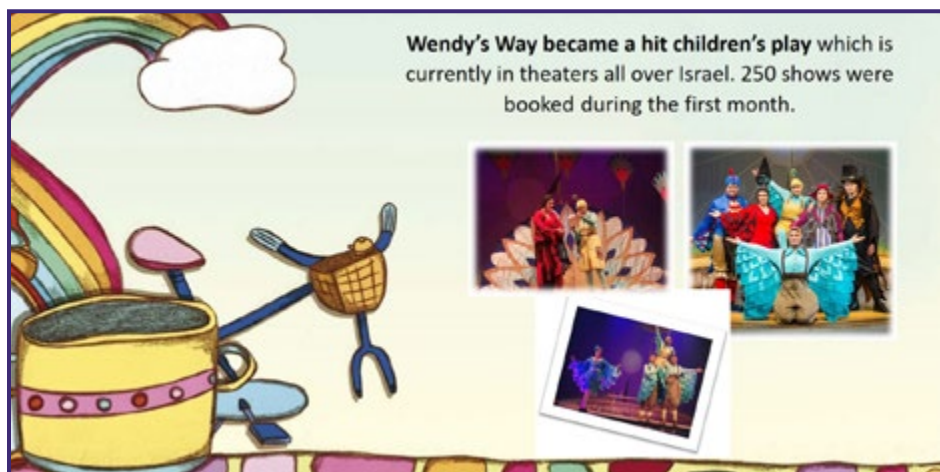 Wendy's Way became a hit children's play which is
currently in theaters all over Israel. 250 shows were
booked during the first month.